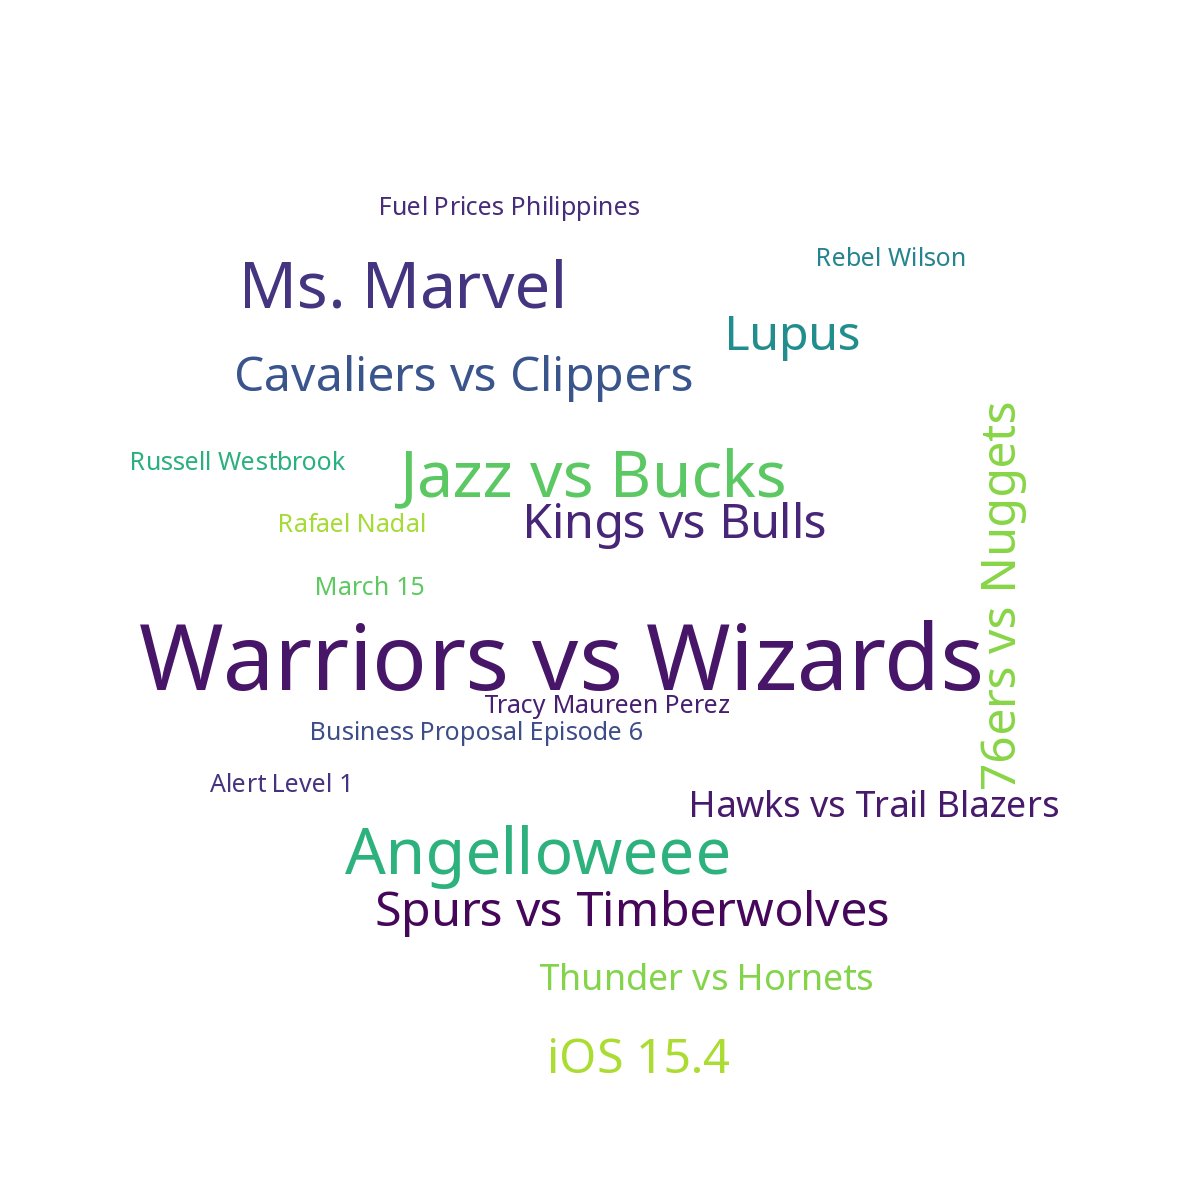 Fuel Prices Philippines
Rebel Wilson
Ms. Marvel
Lupus
Cavaliers vs Clippers
76ers vs Nuggets
Russell Westbrook
Jazz vs Bucks
Rafael Nadal
Kings vs Bulls
March 15
Warriors vs Wizards
Tracy Maureen Perez
Business Proposal Episode 6
Alert Level 1
Hawks vs Trail Blazers
Angelloweee
Spurs vs Timberwolves
Thunder vs Hornets
iOS 15.4